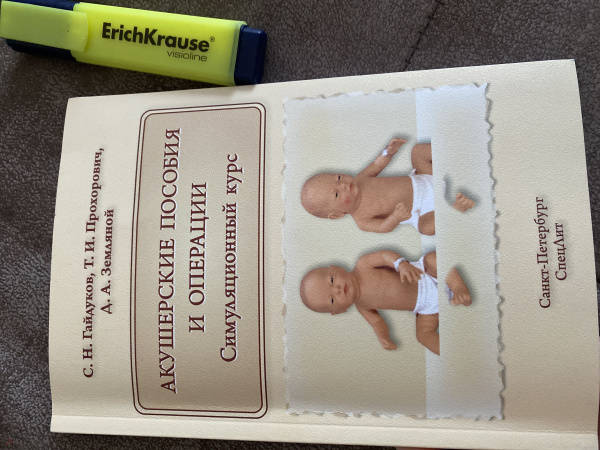 ErichKrause®
visioline
С. Н. Гайдуков, Т. И. Прохорович,
Д. А. Земляной
АКУШЕРСКИЕ ПОСОБИЯ
И ОПЕРАЦИИ
Симуляционный курс
Санкт-Петербург
СпецЛит